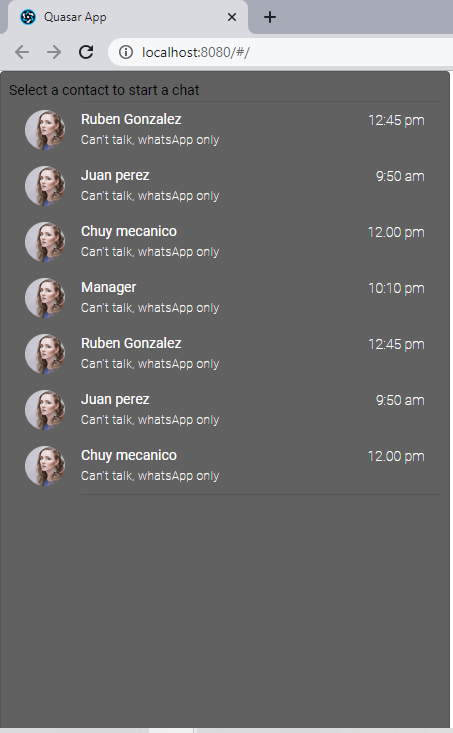 Quasar App
localhost:8080/#/
Select a contact to start a chat
Ruben Gonzalez 12:45 pm
Can't talk, whatsApp only
Juan perez 9:50 am
Can't talk, whatsApp only
Chuy mecanico 12.00 pm
Can't talk, whatsApp only
Manager 10:10 pm
Can't talk, whatsApp only
Ruben Gonzalez 12:45 pm
Can't talk, whatsApp only
Juan perez 9:50 am
Can't talk, whatsApp only
Chuy mecanico 12.00 pm
Can't talk, whatsApp only